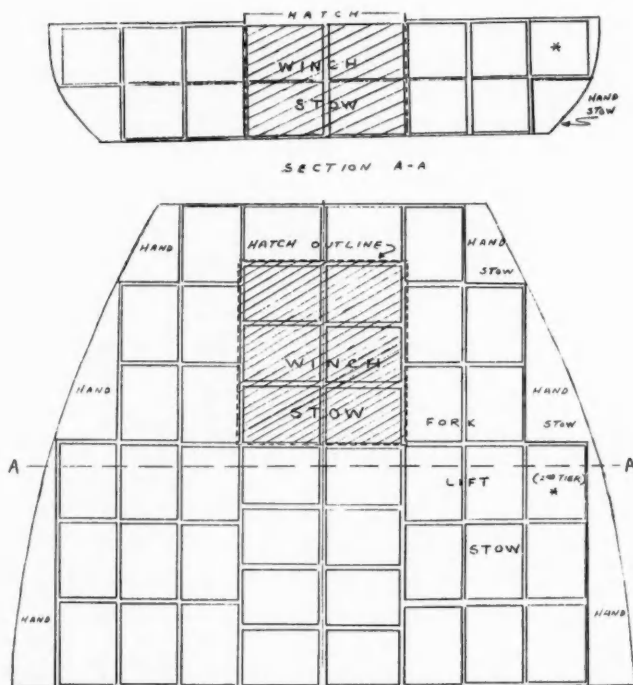 HATCH
WINCH
STOW
*
HAND
STOW
SECTION A-A
HAND
HATCH OUTLINE
HAND
STOW
WINCH
HAND
STOW
FORK
HAND
STOW
A
A
LIFT
(2ND TIER)
*
STOW
HAND
HAND